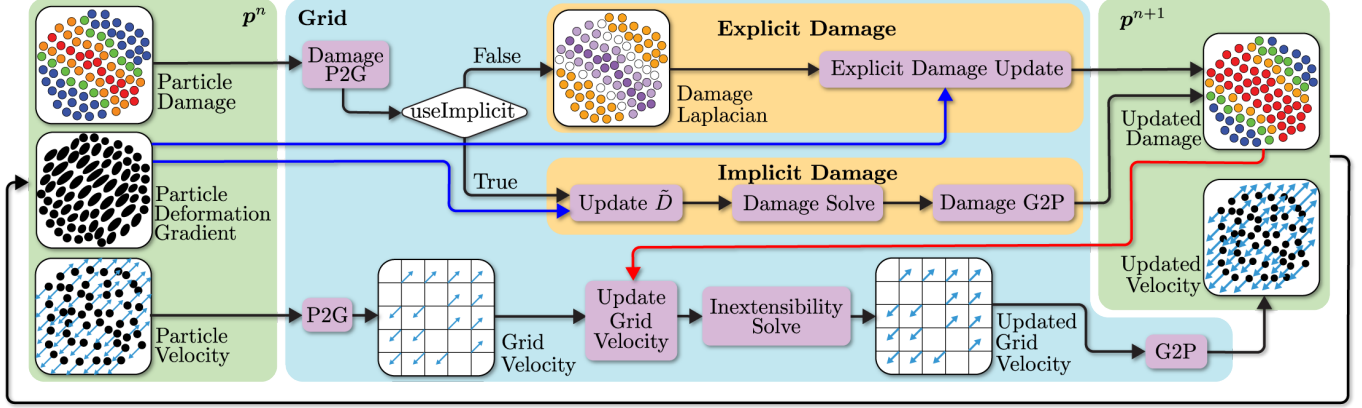 pⁿ
Particle
Damage
Particle
Deformation
Gradient
Particle
Velocity
Grid
Damage
P2G
useImplicit
False
True
Explicit Damage
Damage
Laplacian
Explicit Damage Update
Implicit Damage
Update D̃
Damage Solve
Damage G2P
P2G
Grid
Velocity
Update
Grid
Velocity
Inextensibility
Solve
Updated
Grid
Velocity
G2P
pⁿ⁺¹
Updated
Damage
Updated
Velocity